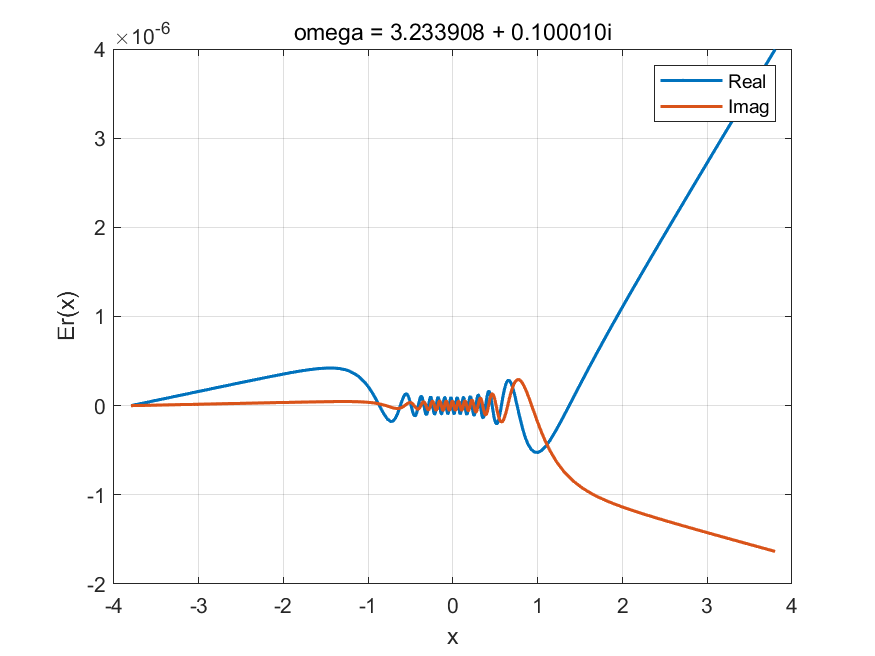 ×10-6
omega = 3.233908 + 0.100010i
4
3
2
1
0
-1
-2
Er(x)
Real
Imag
-4 -3 -2 -1 0 1 2 3 4
x